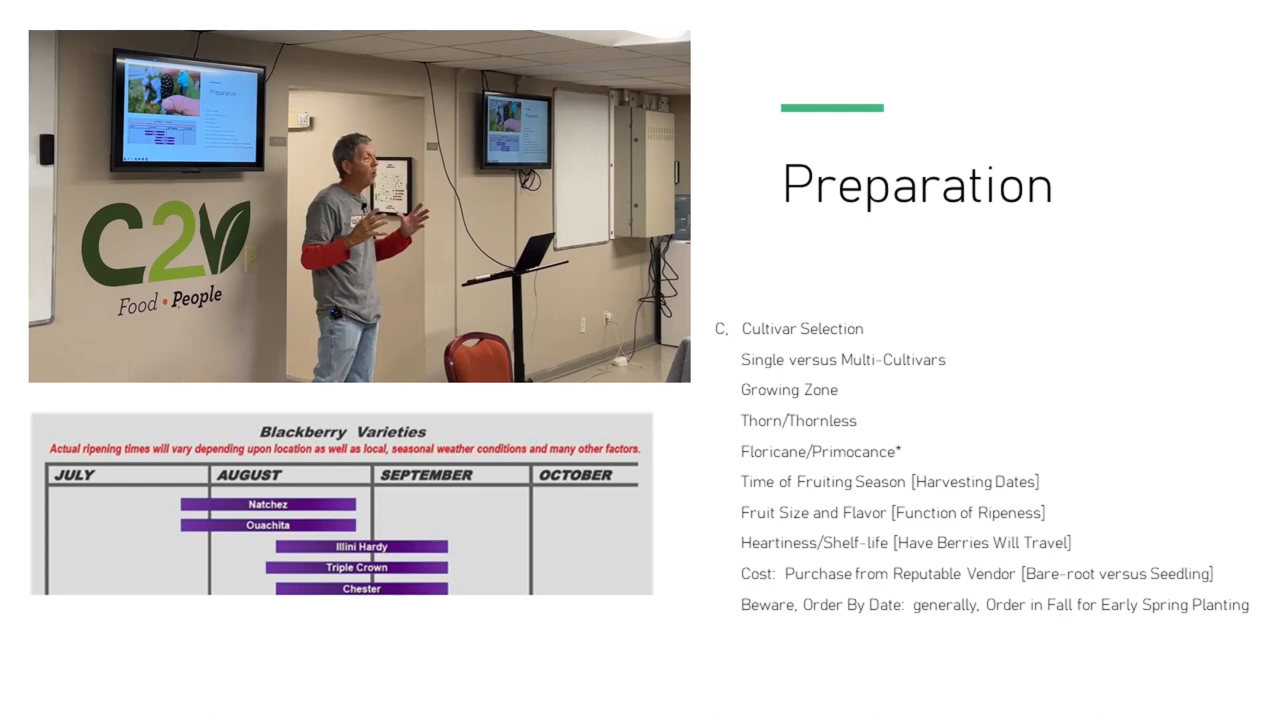 Preparation
C2V
Food • People
C, Cultivar Selection
Single versus Multi-Cultivars
Growing Zone
Thorn/Thornless
Floricane/Primocance*
Time of Fruiting Season [Harvesting Dates]
Fruit Size and Flavor [Function of Ripeness]
Heartiness/Shelf-life [Have Berries Will Travel]
Cost: Purchase from Reputable Vendor [Bare-root versus Seedling]
Beware, Order By Date: generally, Order in Fall for Early Spring Planting
Blackberry Varieties
Actual ripening times will vary depending upon location as well as local, seasonal weather conditions and many other factors.
JULY AUGUST SEPTEMBER OCTOBER
Natchez
Ouachita
Illini Hardy
Triple Crown
Chester
Preparation